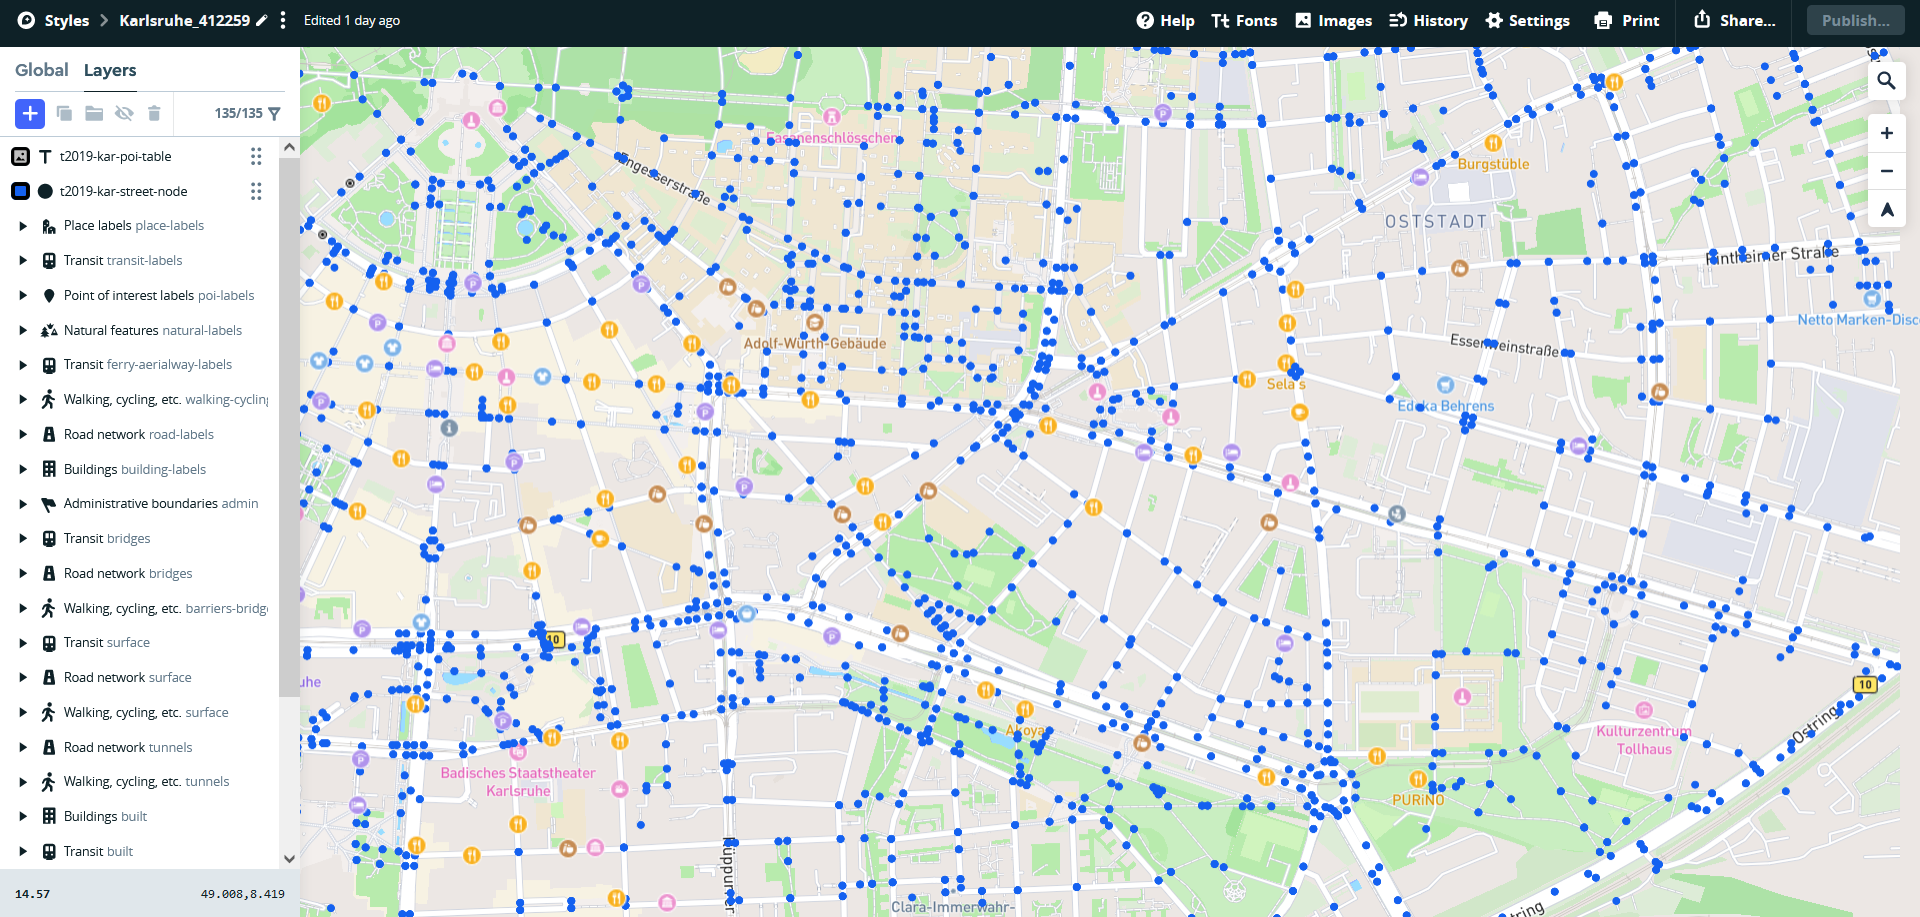 Styles
Karlsruhe_412259
Edited 1 day ago
Help
Fonts
Images
History
Settings
Print
Share...
Publish...
Global
Layers
135/135
t2019-kar-poi-table
t2019-kar-street-node
Place labels place-labels
Transit transit-labels
Point of interest labels poi-labels
Natural features natural-labels
Transit ferry-aerialway-labels
Walking, cycling, etc. walking-cycling
Road network road-labels
Buildings building-labels
Administrative boundaries admin
Transit bridges
Road network bridges
Walking, cycling, etc. barriers-bridge
Transit surface
Road network surface
Walking, cycling, etc. surface
Road network tunnels
Walking, cycling, etc. tunnels
Buildings built
Transit built
14.57
49.008,8.419
Fasanenschlösschen
Engesserstraße
Burgstüble
OSTSTADT
Rintheimer Straße
Netto Marken-Disc
Adolf-Würth-Gebäude
Essenweinstraße
Sela's
Edeka Behrens
10
uhe
10
Akoya
Kulturzentrum
Tollhaus
Ostring
Badisches Staatstheater
Karlsruhe
PURiNO
Rüppurrer
Clara-Immerwahr-
tring